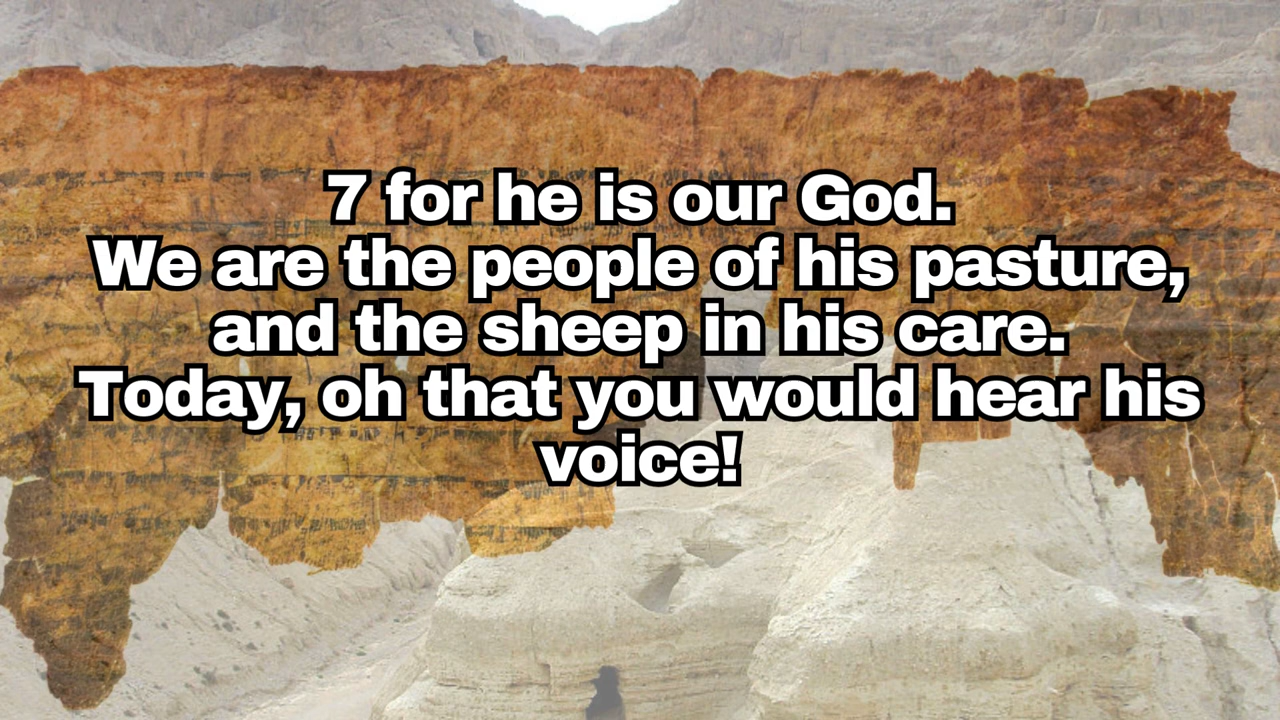 7 for he is our God.
We are the people of his pasture,
and the sheep in his care.
Today, oh that you would hear his
voice!